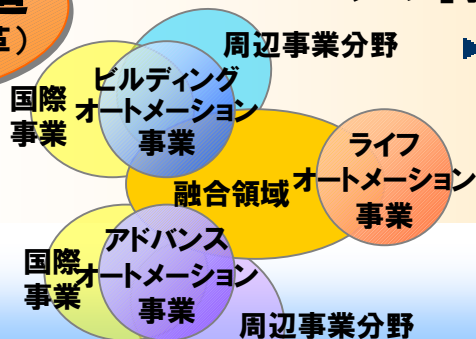 革）
周辺事業分野
国際
事業
ビルディング
オートメーション
事業
ライフ
オートメーション
事業
融合領域
アドバンス
オートメーション
事業
国際
事業
周辺事業分野